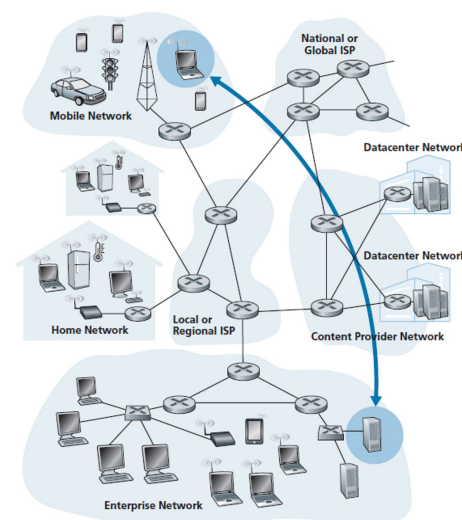 National or
Global ISP
Mobile Network
Datacenter Network
Datacenter Network
Home Network
Local or
Regional ISP
Content Provider Network
Enterprise Network